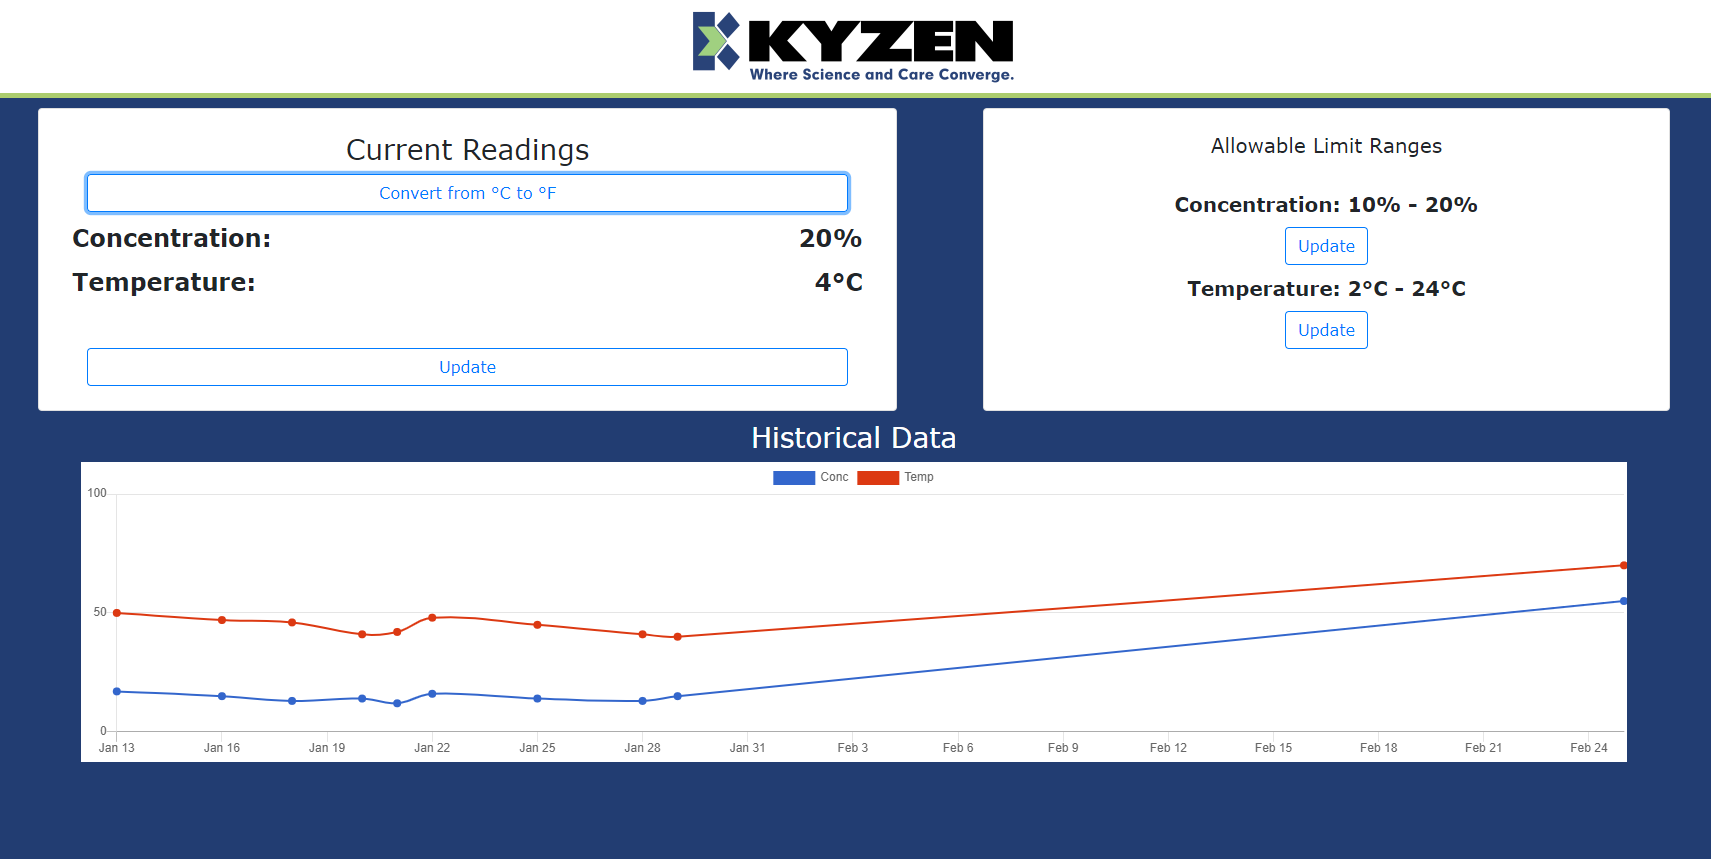 KYZEN
Where Science and Care Converge.
Current Readings
Convert from °C to °F
Concentration: 20%
Temperature: 4°C
Update
Allowable Limit Ranges
Concentration: 10% - 20%
Update
Temperature: 2°C - 24°C
Update
Historical Data
Conc Temp
100
50
0
Jan 13 Jan 16 Jan 19 Jan 22 Jan 25 Jan 28 Jan 31 Feb 3 Feb 6 Feb 9 Feb 12 Feb 15 Feb 18 Feb 21 Feb 24